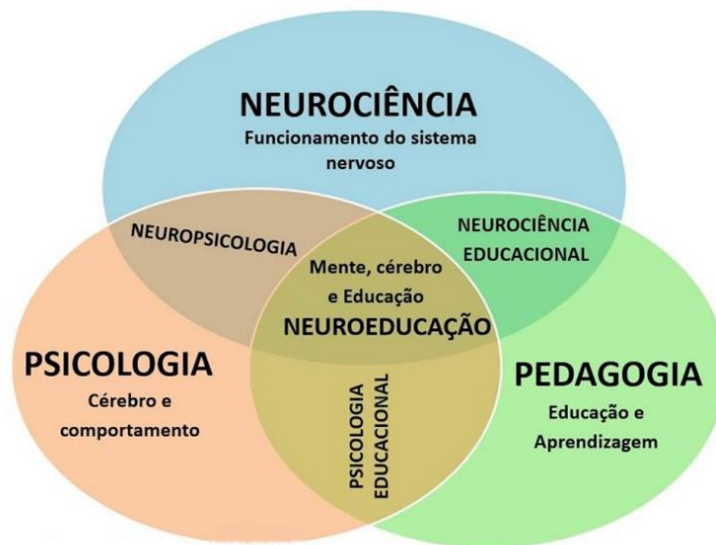 NEUROCIÊNCIA
Funcionamento do sistema
nervoso
NEUROPSICOLOGIA
NEUROCIÊNCIA
EDUCACIONAL
Mente, cérebro
e Educação
NEUROEDUCAÇÃO
PSICOLOGIA
Cérebro e
comportamento
PSICOLOGIA
EDUCACIONAL
PEDAGOGIA
Educação e
Aprendizagem